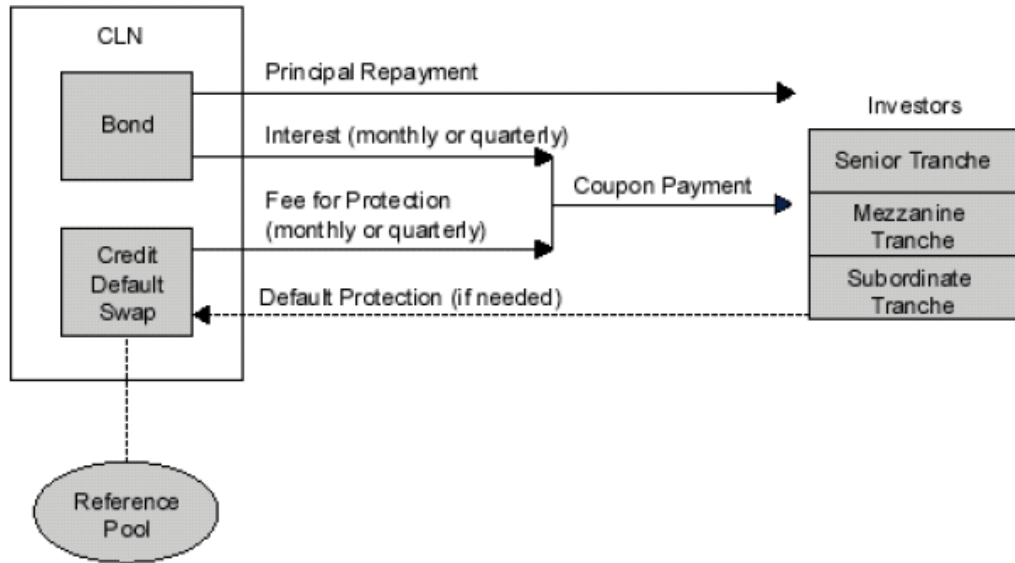 CLN
Principal Repayment
Bond
Interest (monthly or quarterly)
Investors
Senior Tranche
Coupon Payment
Fee for Protection
(monthly or quarterly)
Mezzanine
Tranche
Credit
Default
Swap
Default Protection (if needed)
Subordinate
Tranche
Reference
Pool